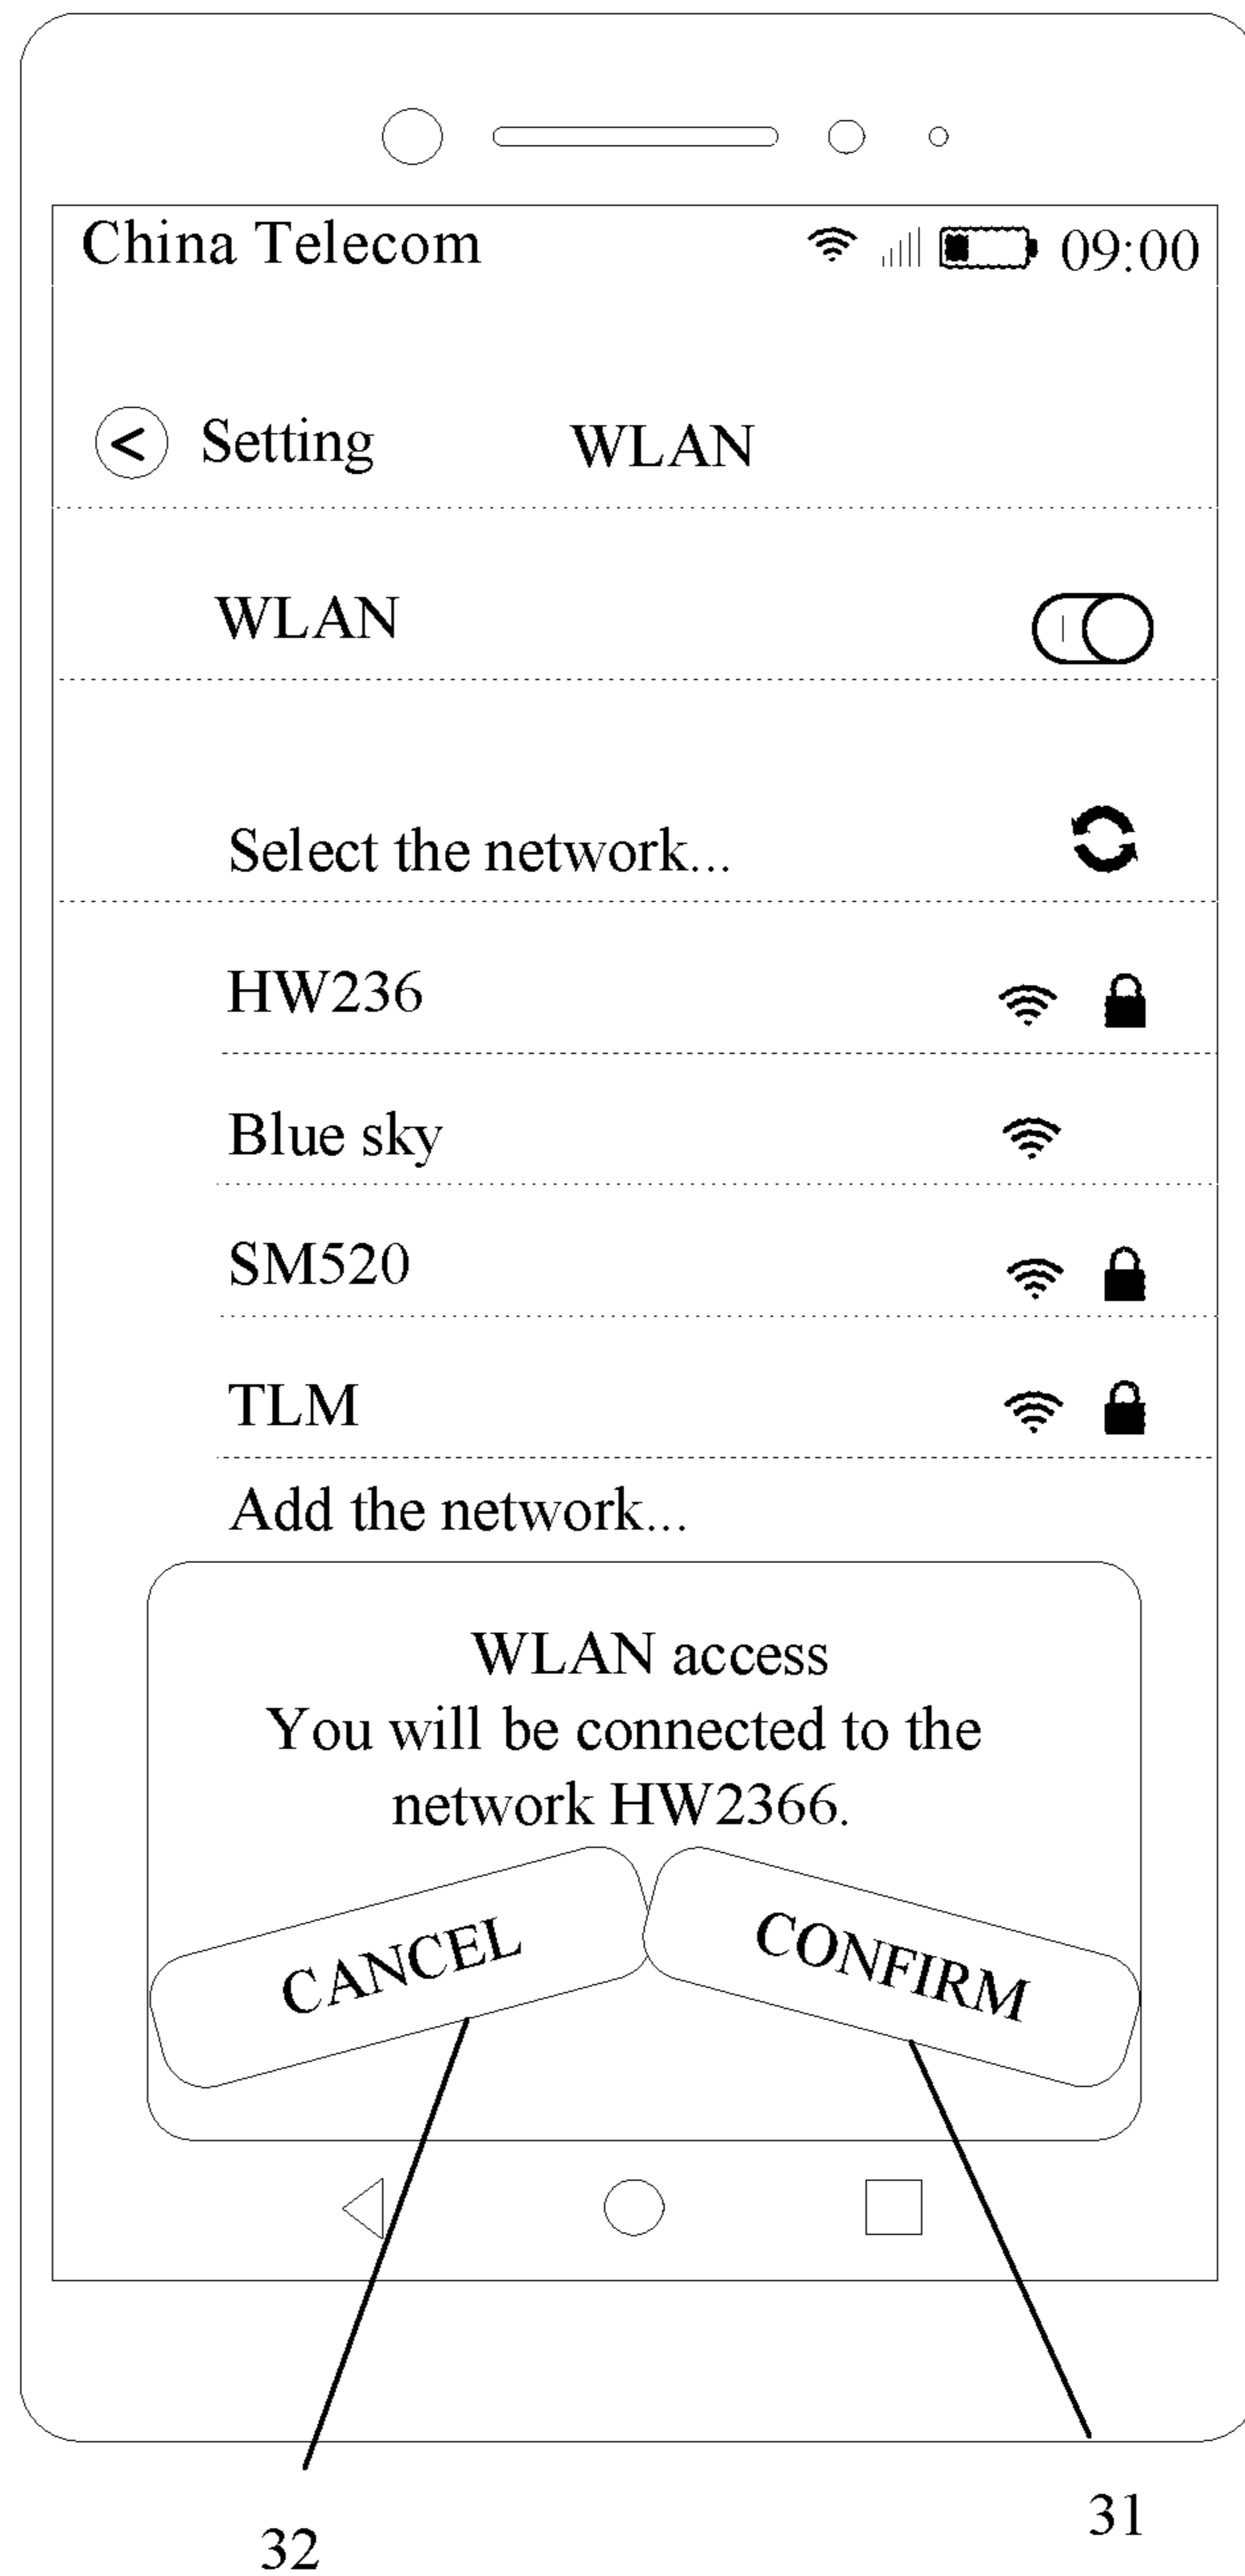 China Telecom 09:00
< Setting WLAN
WLAN
Select the network...
HW236
Blue sky
SM520
TLM
Add the network...
WLAN access
You will be connected to the
network HW2366.
CANCEL CONFIRM
32 31